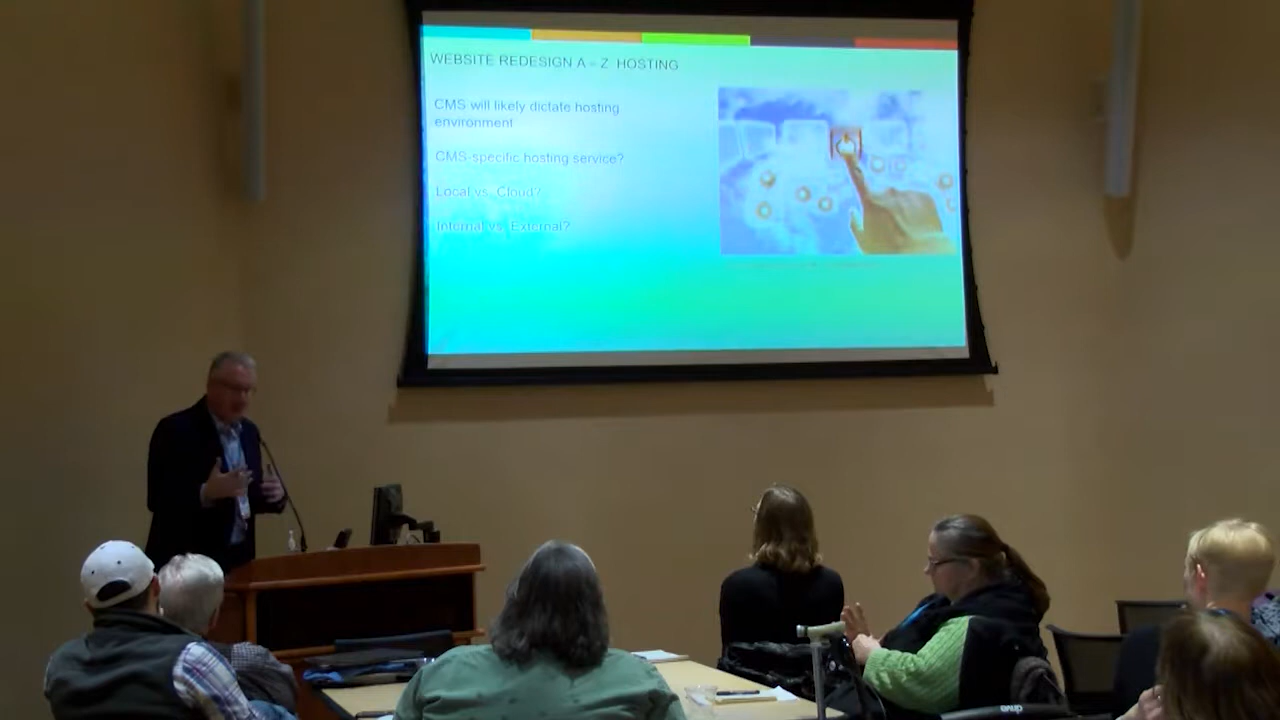 WEBSITE REDESIGN A – Z HOSTING
CMS will likely dictate hosting
environment
CMS-specific hosting service?
Local vs. Cloud?
Internal vs. External?
drive